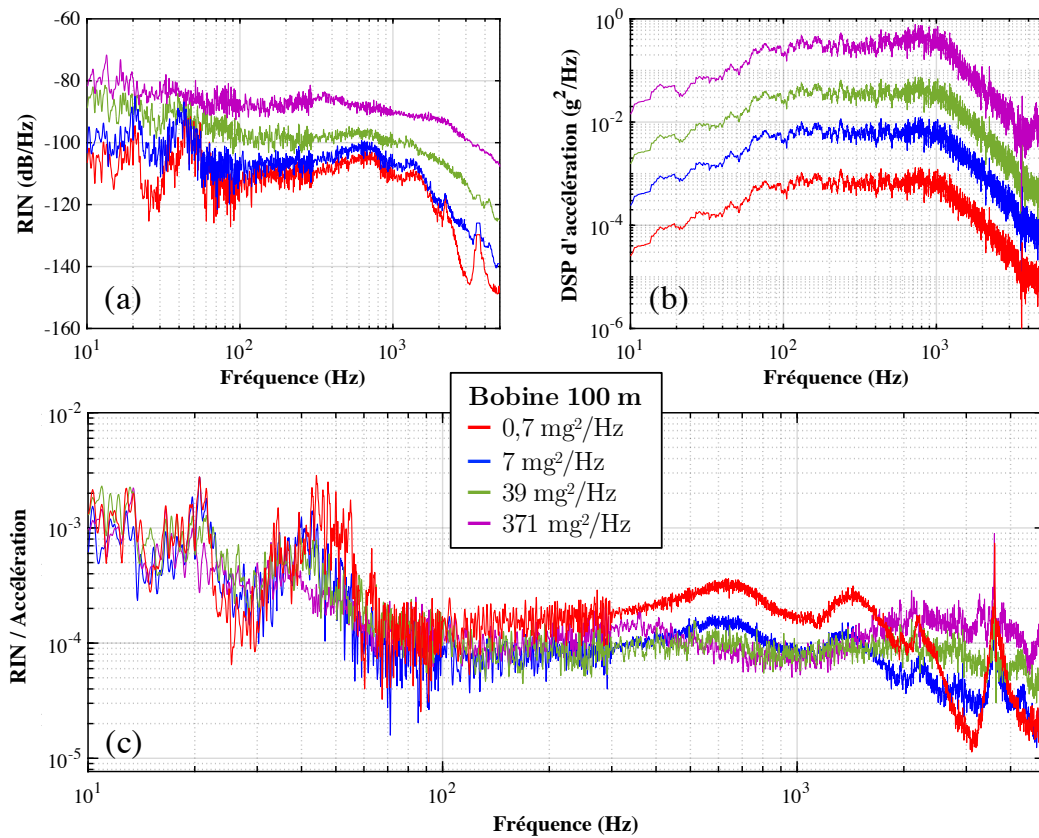 -60
-80
-100
-120
-140
-160
RIN (dB/Hz)
(a)
10¹
10²
10³
Fréquence (Hz)
10⁰
10⁻²
10⁻⁴
10⁻⁶
DSP d'accélération (g²/Hz)
(b)
10¹
10²
10³
Fréquence (Hz)
Bobine 100 m
0,7 mg²/Hz
7 mg²/Hz
39 mg²/Hz
371 mg²/Hz
10⁻²
10⁻³
10⁻⁴
10⁻⁵
RIN / Accélération
(c)
10¹
10²
10³
Fréquence (Hz)